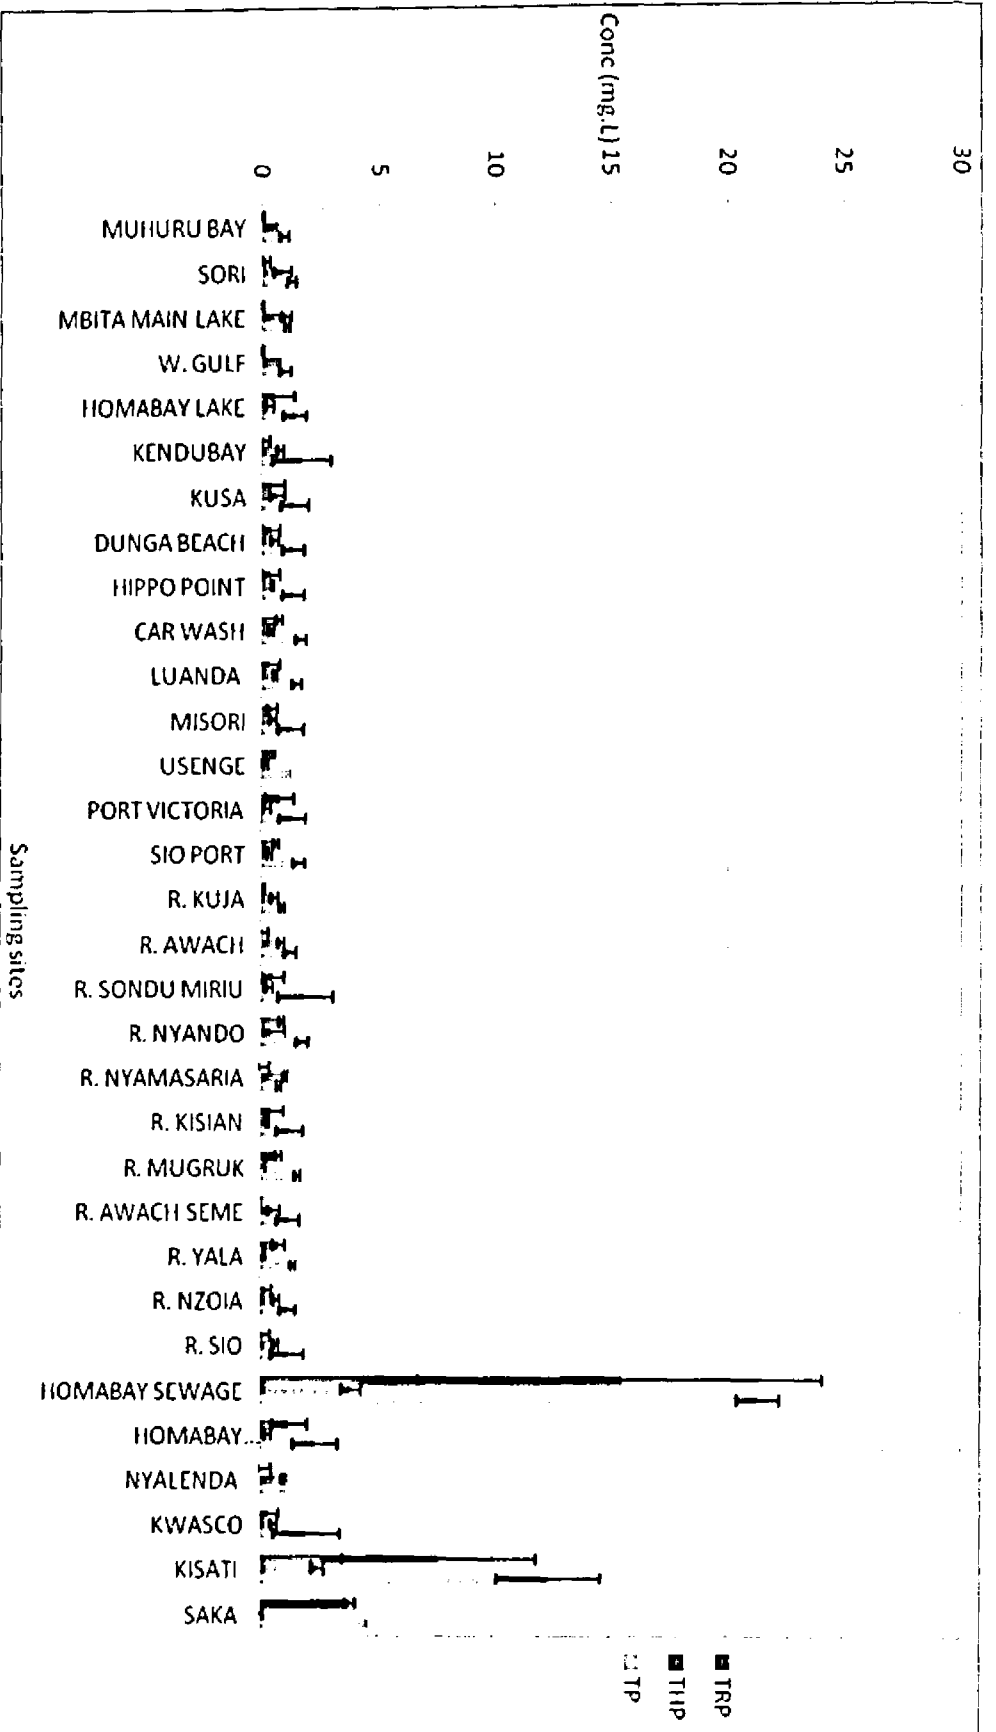 Conc (mg.L)
30
25
20
15
10
5
0
MUHURU BAY
SORI
MBITA MAIN LAKE
W. GULF
HOMABAY LAKE
KENDUBAY
KUSA
DUNGA BEACH
HIPPO POINT
CAR WASH
LUANDA
MISORI
USENGE
PORT VICTORIA
SIO PORT
R. KUJA
R. AWACH
R. SONDU MIRIU
R. NYANDO
R. NYAMASARIA
R. KISIAN
R. MUGRUK
R. AWACH SEME
R. YALA
R. NZOIA
R. SIO
HOMABAY SEWAGE
HOMABAY...
NYALENDA
KWASCO
KISATI
SAKA
Sampling sites
TRP
THP
TP